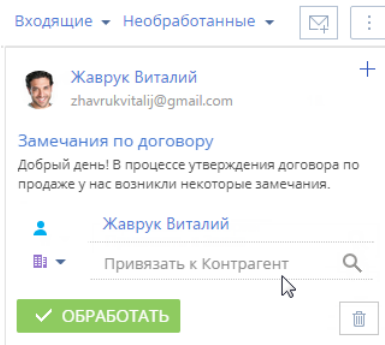 Входящие Необработанные
Жаврук Виталий
zhavrukvitalij@gmail.com
Замечания по договору
Добрый день! В процессе утверждения договора по
продаже у нас возникли некоторые замечания.
Жаврук Виталий
Привязать к Контрагент
ОБРАБОТАТЬ